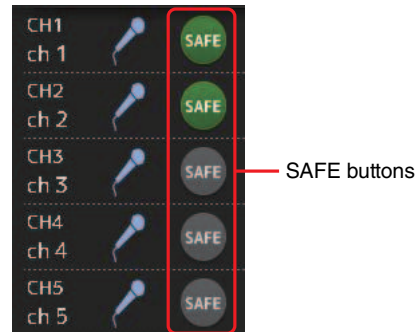 CH1
ch 1
SAFE
CH2
ch 2
SAFE
CH3
ch 3
SAFE
SAFE buttons
CH4
ch 4
SAFE
CH5
ch 5
SAFE